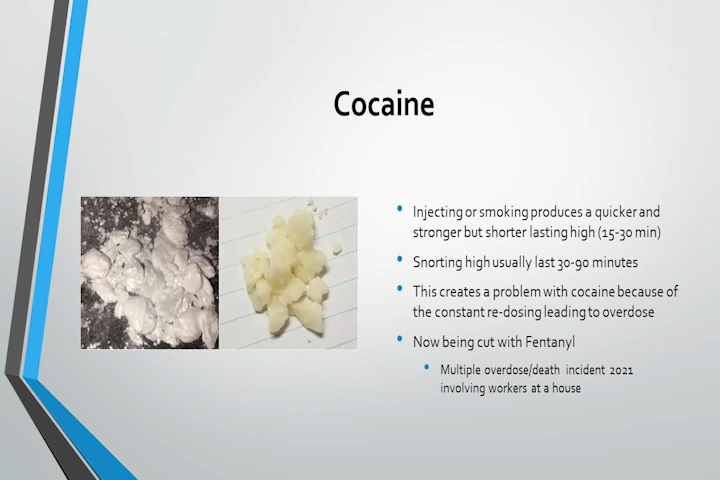 Cocaine
Injecting or smoking produces a quicker and
stronger but shorter lasting high (15-30 min)
Snorting high usually last 30-90 minutes
This creates a problem with cocaine because of
the constant re-dosing leading to overdose
Now being cut with Fentanyl
Multiple overdose/death incident 2021
involving workers at a house